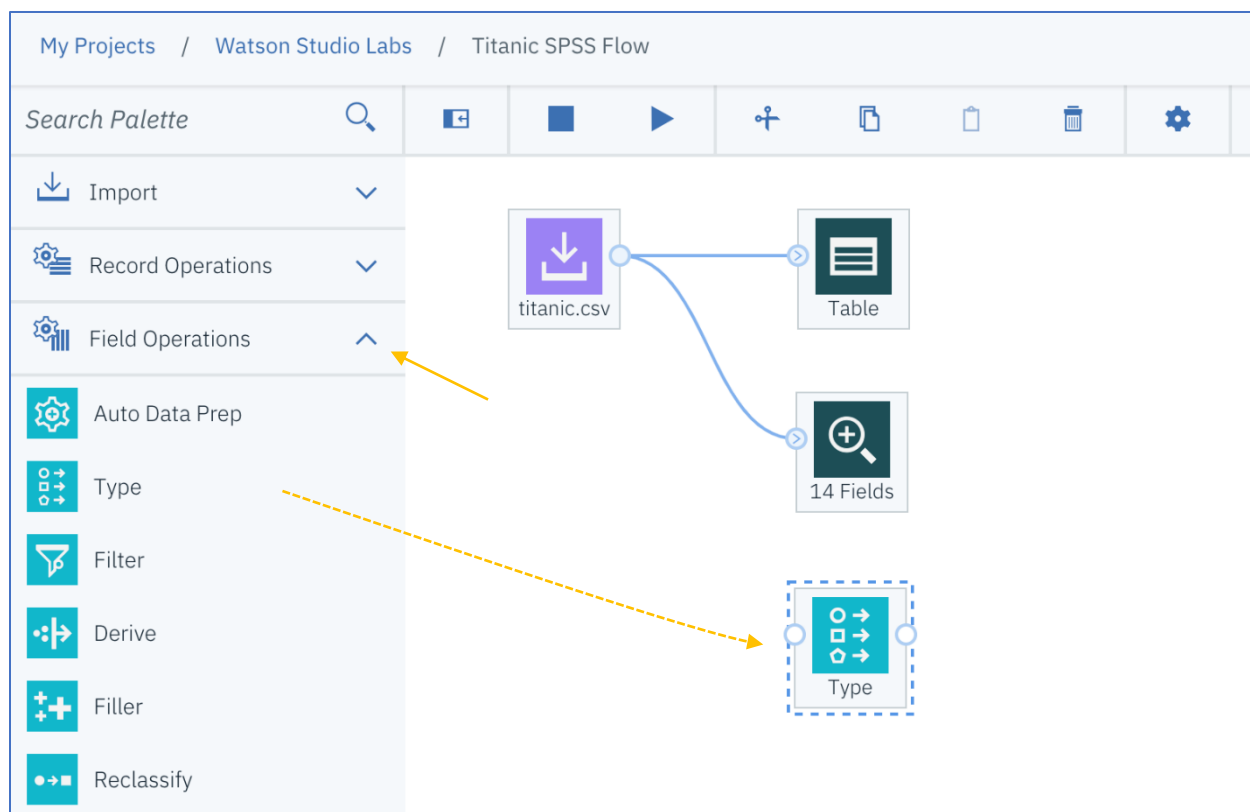 My Projects / Watson Studio Labs / Titanic SPSS Flow
Search Palette
Import
Record Operations
Field Operations
Auto Data Prep
Type
Filter
Derive
Filler
Reclassify
titanic.csv
Table
14 Fields
Type